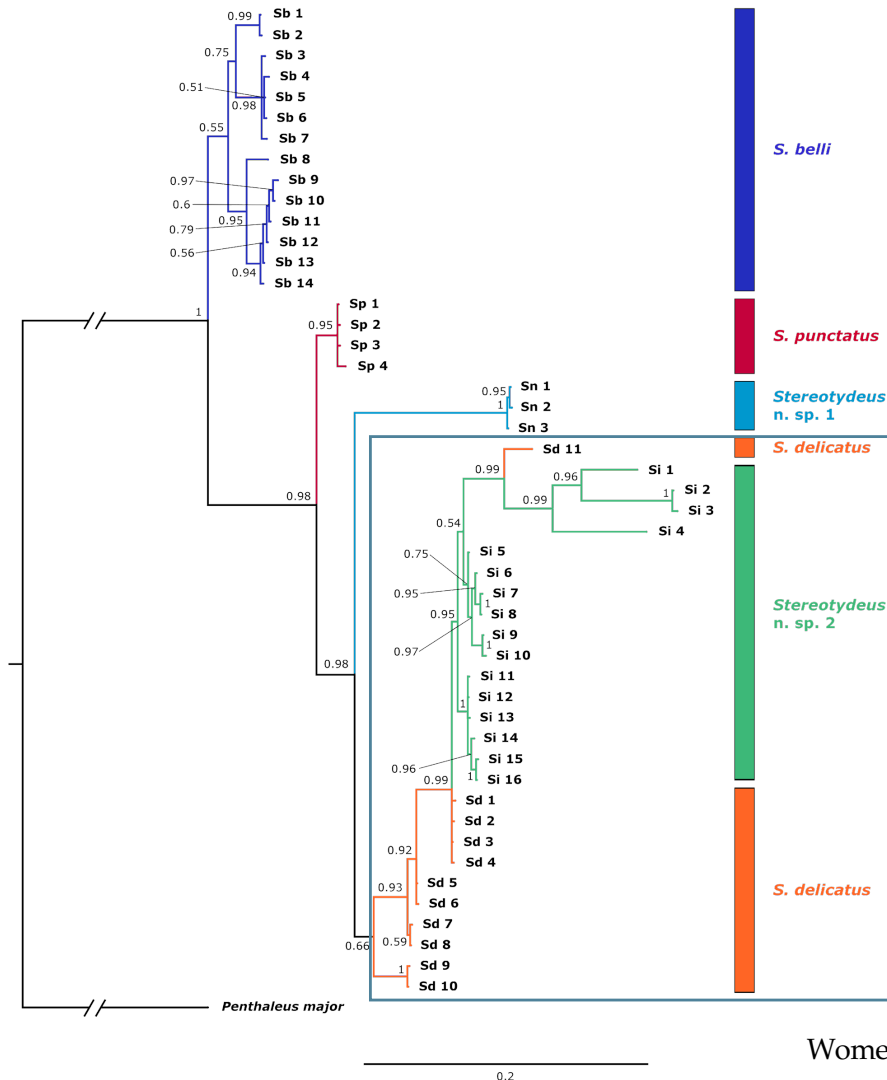 Sb 1
0.99
Sb 2
0.75
Sb 3
Sb 4
0.51
Sb 5
0.98
Sb 6
0.55
Sb 7
S. belli
Sb 8
0.97
Sb 9
0.6
Sb 10
0.95
Sb 11
0.79
Sb 12
0.56
Sb 13
0.94
Sb 14
1
Sp 1
0.95
Sp 2
Sp 3
S. punctatus
Sp 4
0.95
Sn 1
1
Sn 2
Sn 3
Stereotydeus
n. sp. 1
Sd 11
S. delicatus
0.99
0.96
Si 1
1
Si 2
Si 3
0.98
0.99
Si 4
0.54
0.75
Si 5
Si 6
0.95
Si 7
1
Si 8
0.95
Si 9
0.97
1
Si 10
Stereotydeus
n. sp. 2
0.98
Si 11
Si 12
1
Si 13
Si 14
0.96
Si 15
1
Si 16
0.99
Sd 1
Sd 2
Sd 3
0.92
Sd 4
0.93
Sd 5
Sd 6
S. delicatus
Sd 7
0.59
Sd 8
0.66
Sd 9
1
Sd 10
Penthaleus major
Wome
0.2